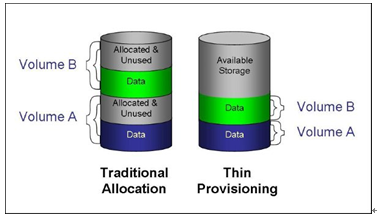 Allocated &
Unused
Volume B
Data
Allocated &
Unused
Volume A
Data
Traditional
Allocation
Available
Storage
Data
Volume B
Data
Volume A
Thin
Provisioning